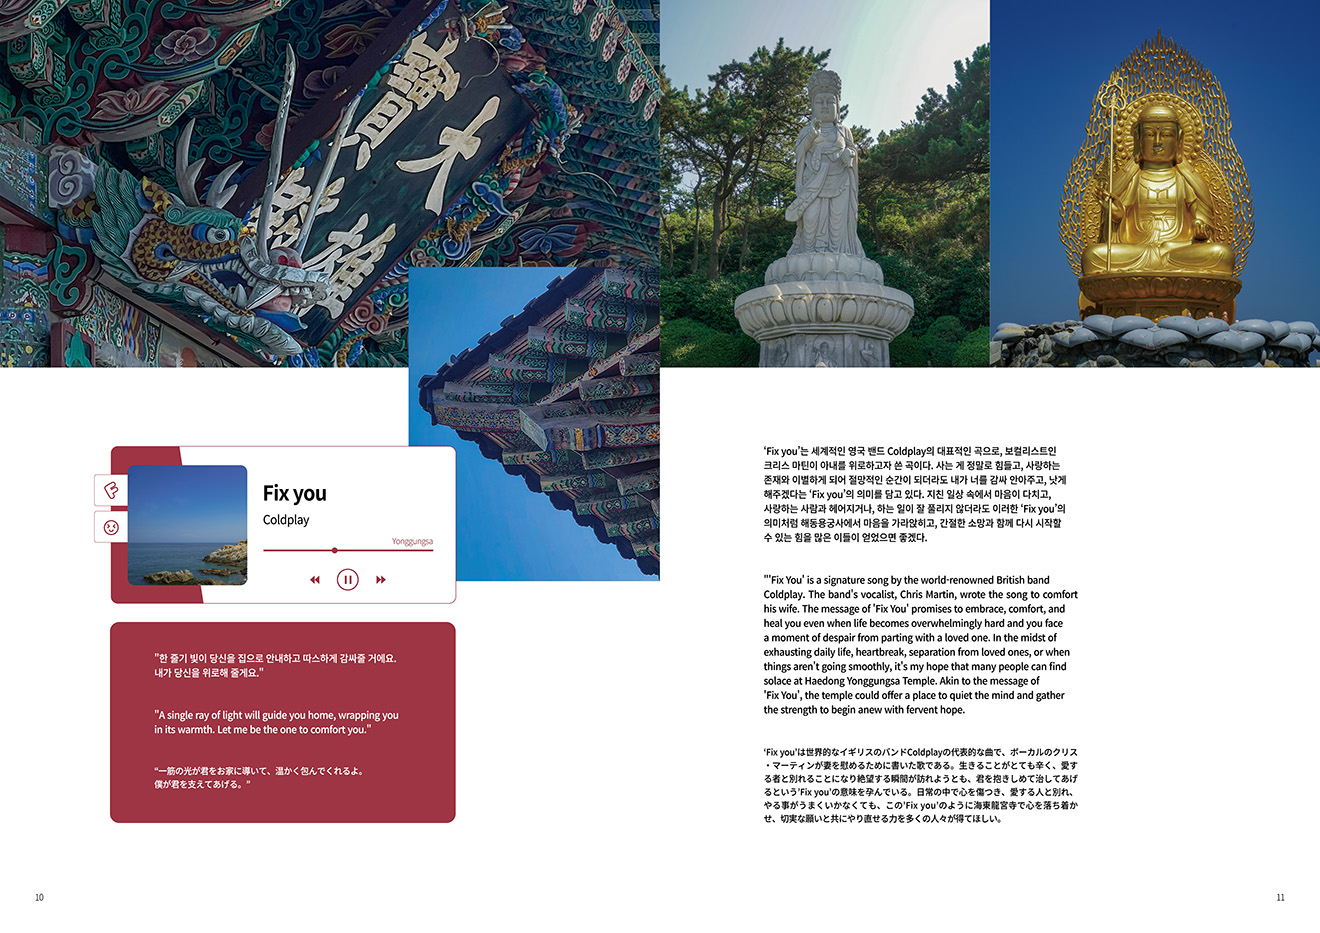 大雄寶殿
Fix you
Coldplay
Yonggungsa
"한 줄기 빛이 당신을 집으로 안내하고 따스하게 감싸줄 거에요.
내가 당신을 위로해 줄게요."
"A single ray of light will guide you home, wrapping you
in its warmth. Let me be the one to comfort you."
“一筋の光が君をお家に導いて、温かく包んでくれるよ。
僕が君を支えてあげる。”
10
‘Fix you’는 세계적인 영국 밴드 Coldplay의 대표적인 곡으로, 보컬리스트인
크리스 마틴이 아내를 위로하고자 쓴 곡이다. 사는 게 정말로 힘들고, 사랑하는
존재와 이별하게 되어 절망적인 순간이 되더라도 내가 너를 감싸 안아주고, 낫게
해주겠다는 ‘Fix you’의 의미를 담고 있다. 지친 일상 속에서 마음이 다치고,
사랑하는 사람과 헤어지거나, 하는 일이 잘 풀리지 않더라도 이러한 ‘Fix you’의
의미처럼 해동용궁사에서 마음을 가라앉히고, 간절한 소망과 함께 다시 시작할
수 있는 힘을 많은 이들이 얻었으면 좋겠다.
"'Fix You' is a signature song by the world-renowned British band
Coldplay. The band's vocalist, Chris Martin, wrote the song to comfort
his wife. The message of 'Fix You' promises to embrace, comfort, and
heal you even when life becomes overwhelmingly hard and you face
a moment of despair from parting with a loved one. In the midst of
exhausting daily life, heartbreak, separation from loved ones, or when
things aren't going smoothly, it's my hope that many people can find
solace at Haedong Yonggungsa Temple. Akin to the message of
'Fix You', the temple could offer a place to quiet the mind and gather
the strength to begin anew with fervent hope.
‘Fix you’は世界的なイギリスのバンドColdplayの代表的な曲で、ボーカルのクリス
・マーティンが妻を慰めるために書いた歌である。生きることがとても辛く、愛す
る者と別れることになり絶望する瞬間が訪れようとも、君を抱きしめて治してあげ
るという’Fix you’の意味を孕んでいる。日常の中で心を傷つき、愛する人と別れ、
やる事がうまくいかなくても、この’Fix you’のように海東龍宮寺で心を落ち着か
せ、切実な願いと共にやり直せる力を多くの人々が得てほしい。
11